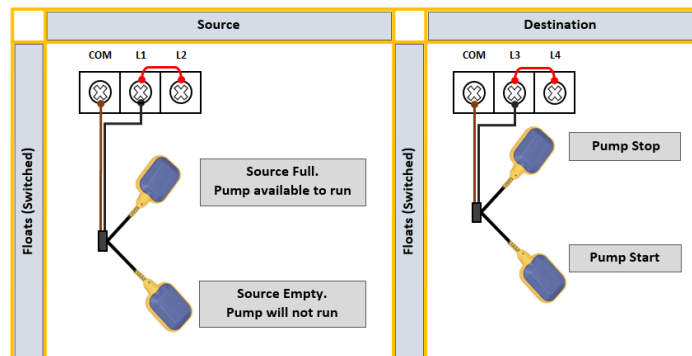 Source
Destination
Floats (Switched)
COM L1 L2
Source Full.
Pump available to run
Source Empty.
Pump will not run
Floats (Switched)
COM L3 L4
Pump Stop
Pump Start